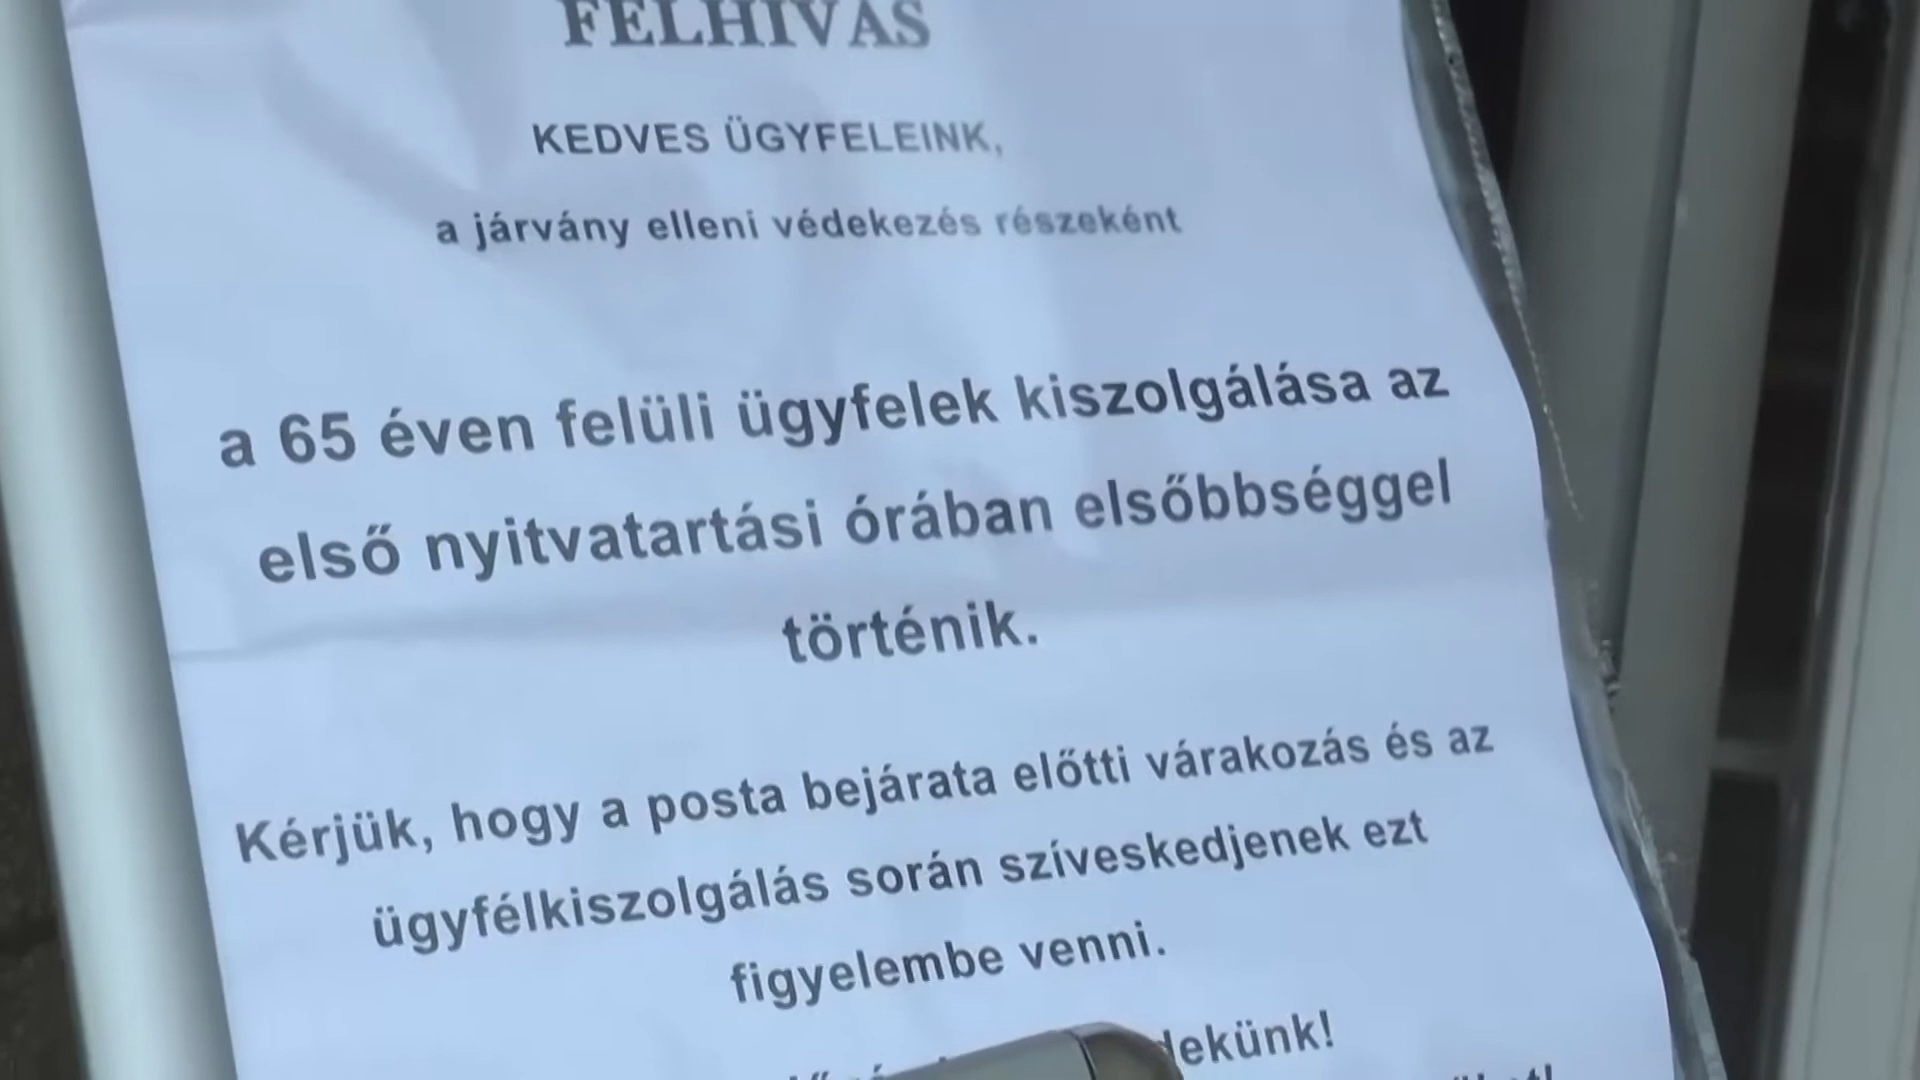 FELHÍVÁS
KEDVES ÜGYFELEINK,
a járvány elleni védekezés részeként
a 65 éven felüli ügyfelek kiszolgálása az
első nyitvatartási órában elsőbbséggel
történik.
Kérjük, hogy a posta bejárata előtti várakozás és az
ügyfélkiszolgálás során szíveskedjenek ezt
figyelembe venni.